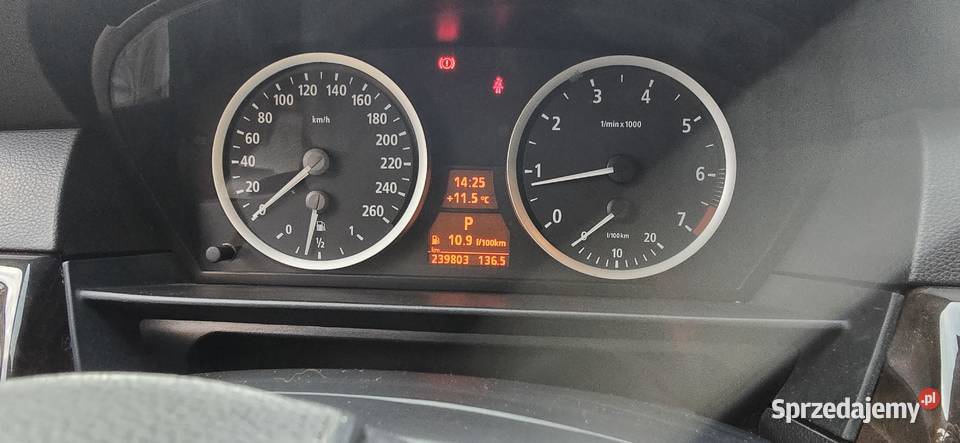 0 20 40 60 80 100 120 140 160 180 200 220 240 260
km/h
0 1/2 1
14:25
+11.5 °C
P
10.9 l/100km
km
239803 136.5
0 1 2 3 4 5 6 7
1/min x 1000
l/100km
0 10 20
Sprzedajemy.pl